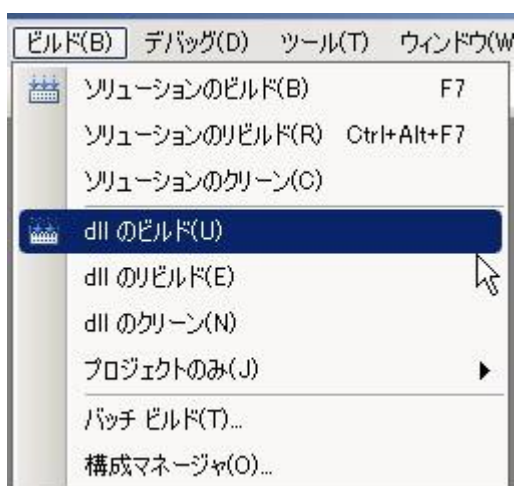 ビルド(B) デバッグ(D) ツール(T) ウィンドウ(W
ソリューションのビルド(B) F7
ソリューションのリビルド(R) Ctrl+Alt+F7
ソリューションのクリーン(C)
dll のビルド(U)
dll のリビルド(E)
dll のクリーン(N)
プロジェクトのみ(J)
バッチ ビルド(T)...
構成マネージャ(O)...